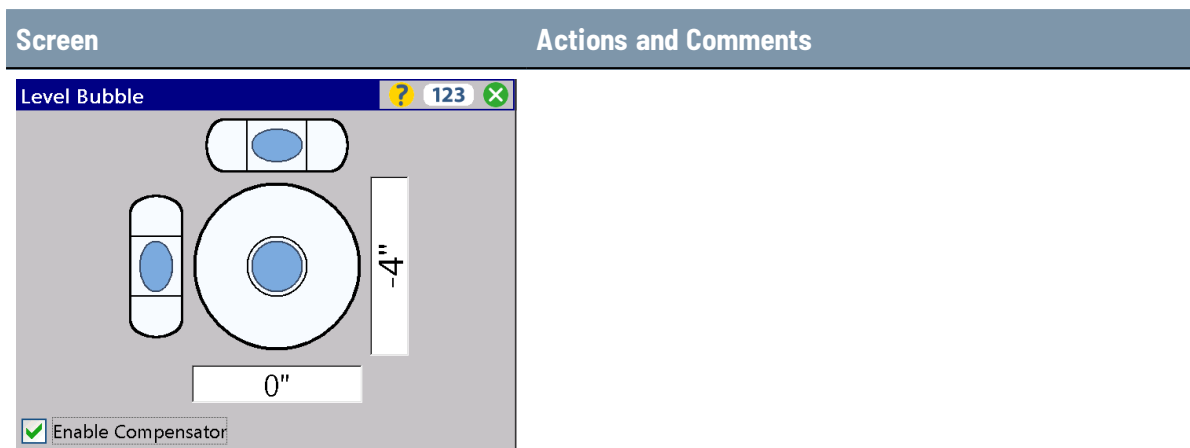 Screen Actions and Comments
Level Bubble ? 123
-4"
0"
Enable Compensator